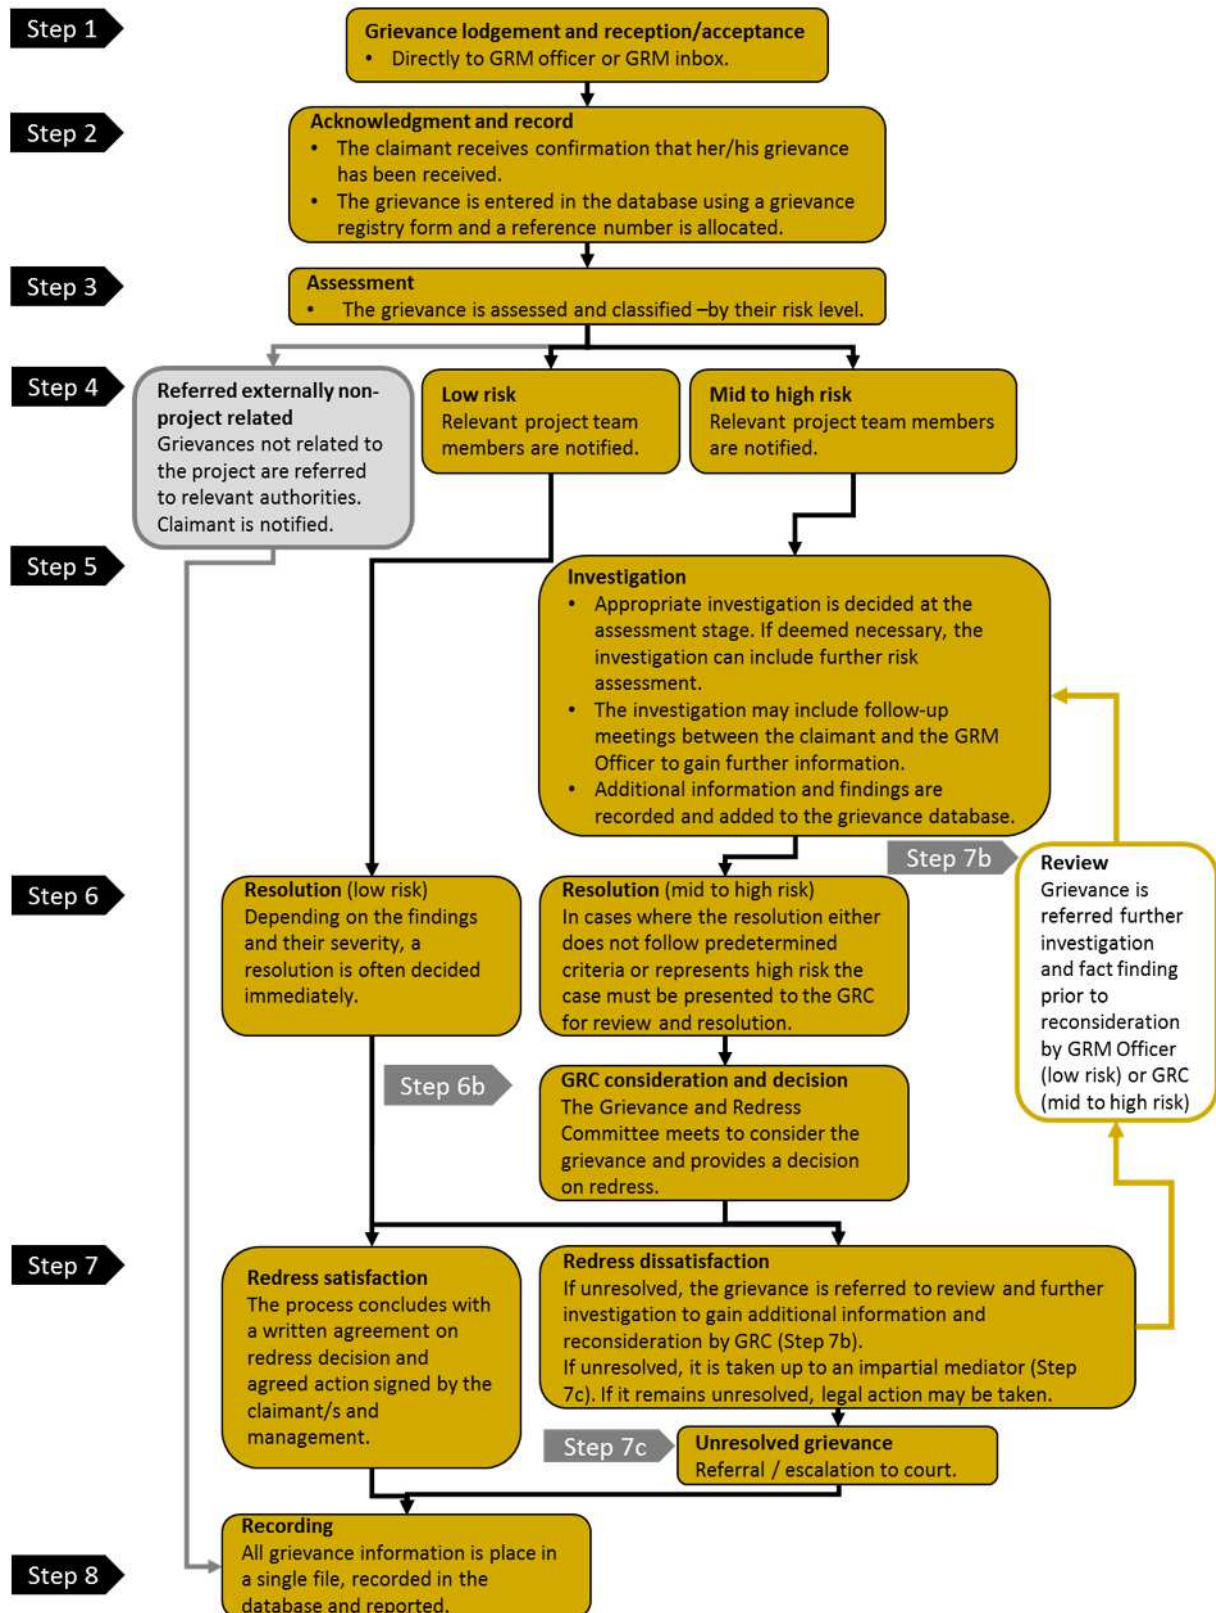 Step 1
Grievance lodgement and reception/acceptance
• Directly to GRM officer or GRM inbox.
Step 2
Acknowledgment and record
• The claimant receives confirmation that her/his grievance
has been received.
• The grievance is entered in the database using a grievance
registry form and a reference number is allocated.
Step 3
Assessment
• The grievance is assessed and classified –by their risk level.
Step 4
Referred externally non-
project related
Grievances not related to
the project are referred
to relevant authorities.
Claimant is notified.
Low risk
Relevant project team
members are notified.
Mid to high risk
Relevant project team members
are notified.
Step 5
Investigation
• Appropriate investigation is decided at the
assessment stage. If deemed necessary, the
investigation can include further risk
assessment.
• The investigation may include follow-up
meetings between the claimant and the GRM
Officer to gain further information.
• Additional information and findings are
recorded and added to the grievance database.
Step 7b
Review
Grievance is
referred further
investigation
and fact finding
prior to
reconsideration
by GRM Officer
(low risk) or GRC
(mid to high risk)
Step 6
Resolution (low risk)
Depending on the findings
and their severity, a
resolution is often decided
immediately.
Resolution (mid to high risk)
In cases where the resolution either
does not follow predetermined
criteria or represents high risk the
case must be presented to the GRC
for review and resolution.
Step 6b
GRC consideration and decision
The Grievance and Redress
Committee meets to consider the
grievance and provides a decision
on redress.
Step 7
Redress satisfaction
The process concludes with
a written agreement on
redress decision and
agreed action signed by the
claimant/s and
management.
Redress dissatisfaction
If unresolved, the grievance is referred to review and further
investigation to gain additional information and
reconsideration by GRC (Step 7b).
If unresolved, it is taken up to an impartial mediator (Step
7c). If it remains unresolved, legal action may be taken.
Step 7c
Unresolved grievance
Referral / escalation to court.
Step 8
Recording
All grievance information is place in
a single file, recorded in the
database and reported.